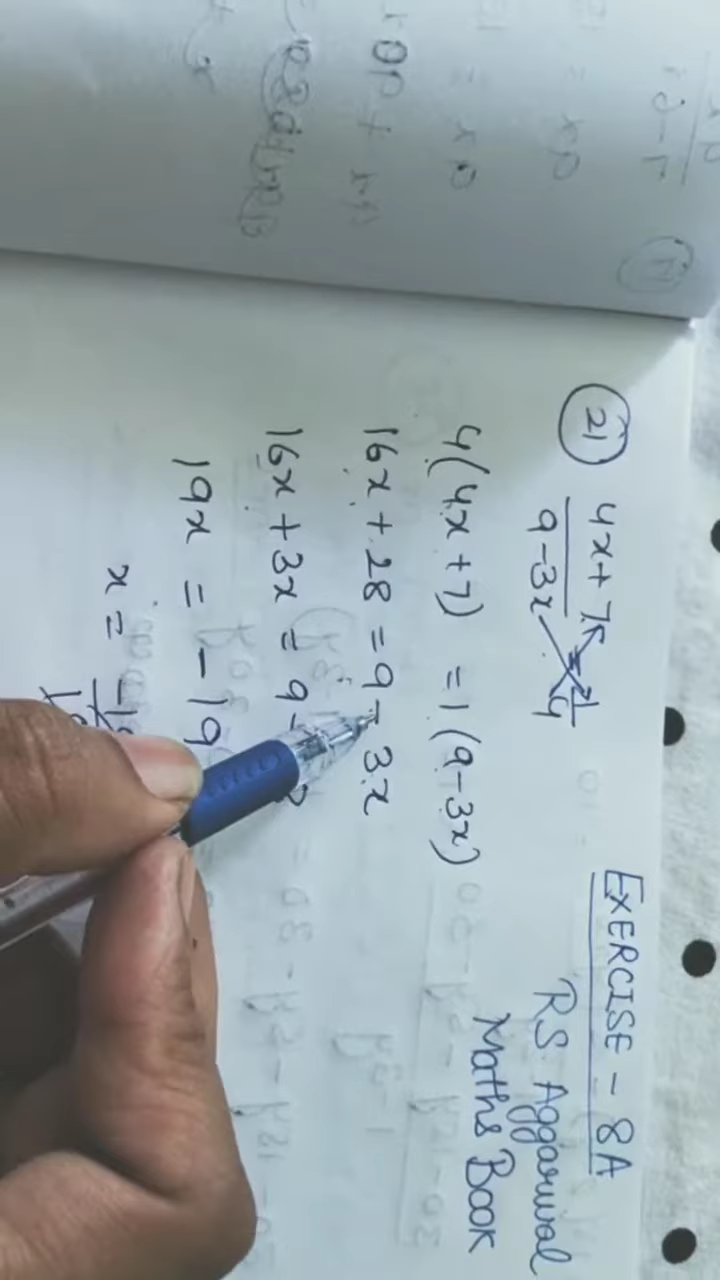 EXERCISE - 8A
RS Aggarwal
Maths Book
(21) 4x+7/9-3x = 1/4
4(4x+7) = 1(9-3x)
16x + 28 = 9 - 3x
16x + 3x = 9 -
19x = - 19
x =